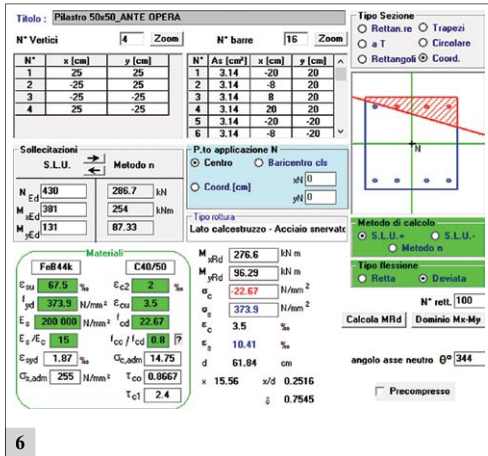 Titolo : Pilastro 50x50_ANTE OPERA
N° Vertici 4 Zoom N° barre 16 Zoom
N° x [cm] y [cm]
1 25 25
2 -25 25
3 -25 -25
4 25 -25
N° As [cm²] x [cm] y [cm]
1 3.14 -20 20
2 3.14 -8 20
3 3.14 8 20
4 3.14 20 20
5 3.14 -20 -20
6 3.14 -8 -20
Tipo Sezione
Rettan.re Trapezi
a T Circolare
Rettangoli Coord.
N
Sollecitazioni
S.L.U. Metodo n
N Ed 430 286.7 kN
M xEd 381 254 kNm
M yEd 131 87.33
P.to applicazione N
Centro Baricentro cls
Coord.[cm] xN 0
yN 0
Tipo rottura
Lato calcestruzzo - Acciaio snervato
Materiali
FeB44k C40/50
εsu 67.5 ‰ εc2 2 ‰
fyd 373.9 N/mm² εcu 3.5
Es 200 000 N/mm² fcd 22.67
Es /Ec 15 fcc / fcd 0.8 ?
εsyd 1.87 ‰ σc,adm 14.75
σs,adm 255 N/mm² τco 0.8667
τc1 2.4
M xRd 276.6 kN m
M yRd 96.29 kN m
σc -22.67 N/mm²
σs 373.9 N/mm²
εc 3.5 ‰
εs 10.41 ‰
d 61.84 cm
x 15.56 x/d 0.2516
δ 0.7545
Metodo di calcolo
S.L.U.+ S.L.U.-
Metodo n
Tipo flessione
Retta Deviata
N° rett. 100
Calcola MRd Dominio Mx-My
angolo asse neutro θ° 344
Precompresso
6